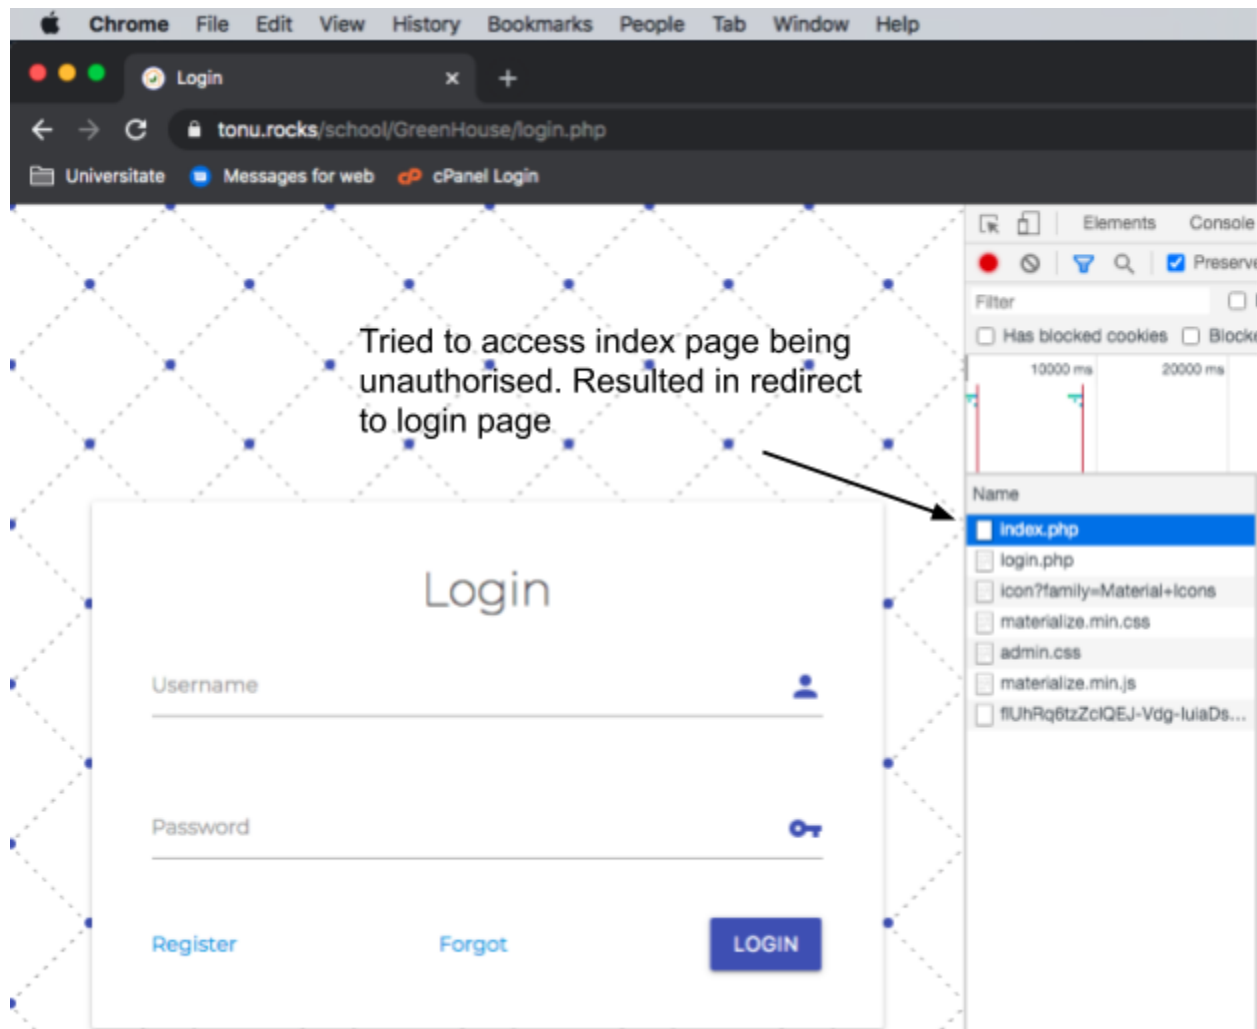 Chrome File Edit View History Bookmarks People Tab Window Help
Login
tonu.rocks/school/GreenHouse/login.php
Universitate Messages for web cPanel Login
Elements Console
Preserve
Filter
Has blocked cookies
10000 ms 20000 ms
Tried to access index page being
unauthorised. Resulted in redirect
to login page
Name
index.php
login.php
icon?family=Material+Icons
materialize.min.css
admin.css
materialize.min.js
Login
Username
Password
Register Forgot LOGIN